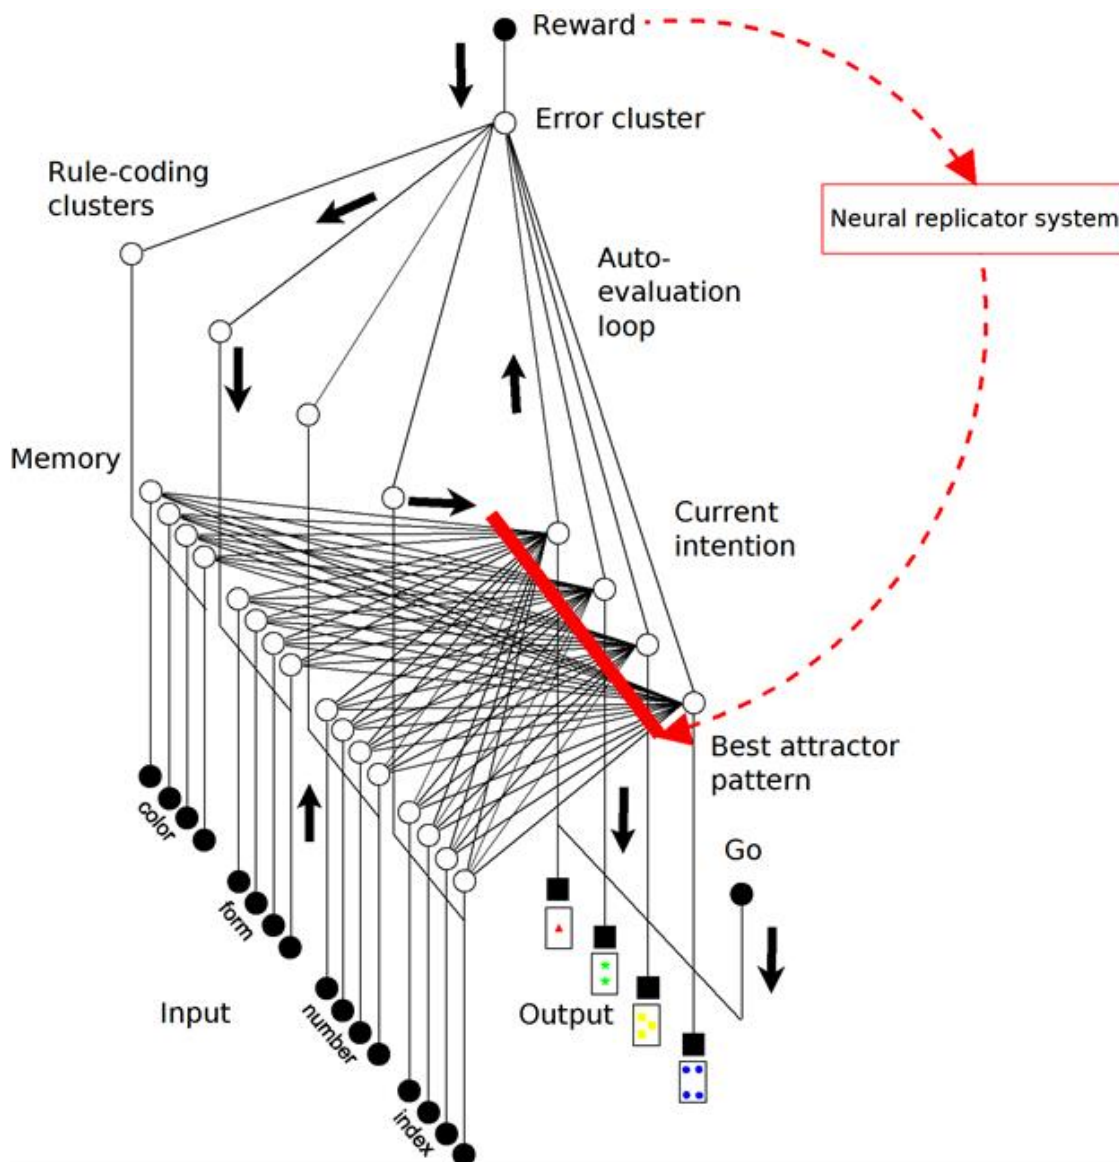 Reward
Error cluster
Rule-coding
clusters
Neural replicator system
Auto-
evaluation
loop
Memory
Current
intention
Best attractor
pattern
color
Go
form
Input
Output
number
index